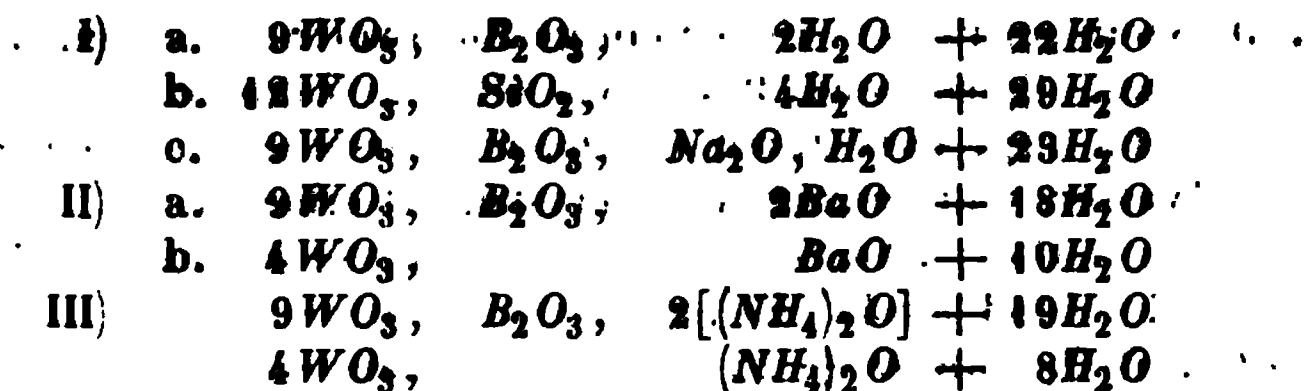 I) a. 9WO₃, B₂O₃, 2H₂O + 22H₂O
b. 12WO₃, SiO₂, 4H₂O + 29H₂O
c. 9WO₃, B₂O₃, Na₂O, H₂O + 23H₂O
II) a. 9WO₃, B₂O₃, 2BaO + 18H₂O
b. 4WO₃, BaO + 10H₂O
III) 9WO₃, B₂O₃, 2[(NH₄)₂O] + 19H₂O
4WO₃, (NH₄)₂O + 8H₂O.